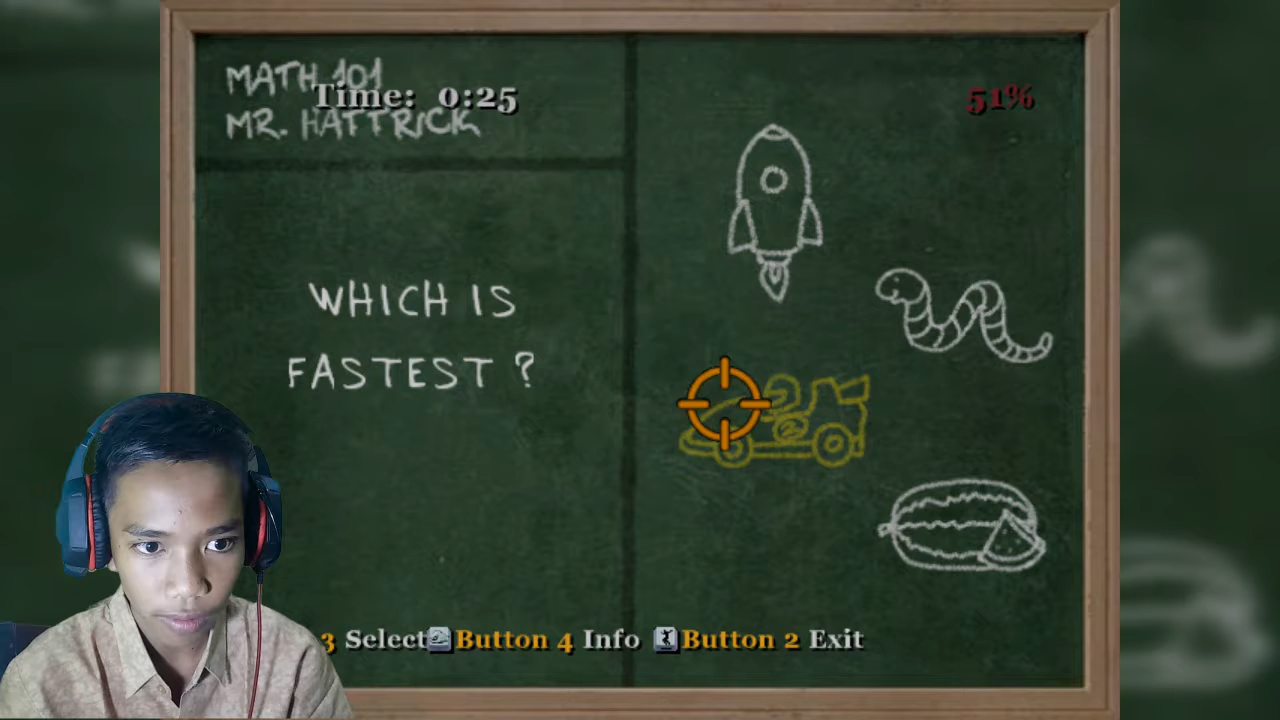 MATH 101
Time: 0:25
51%
MR. HATTRICK
WHICH IS
FASTEST ?
3 Select Button 4 Info Button 2 Exit